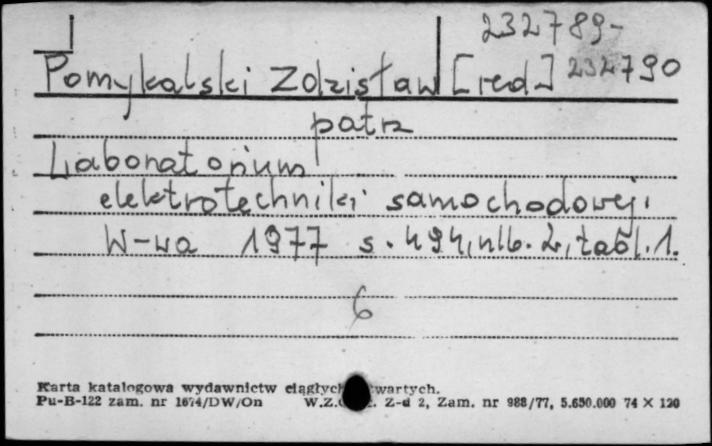 232789-
Pomykalski Zdzisław [red] 232790
patrz
Laboratorium
elektrotechniki samochodowej.
W-wa 1977 s. 494, nlb. 2, tabl. 1.
6
Karta katalogowa wydawnictw ciągłych
Pu-B-122 zam. nr 1674/DW/On Z-d 2, Zam. nr 988/77, 5.650.000 74 X 120